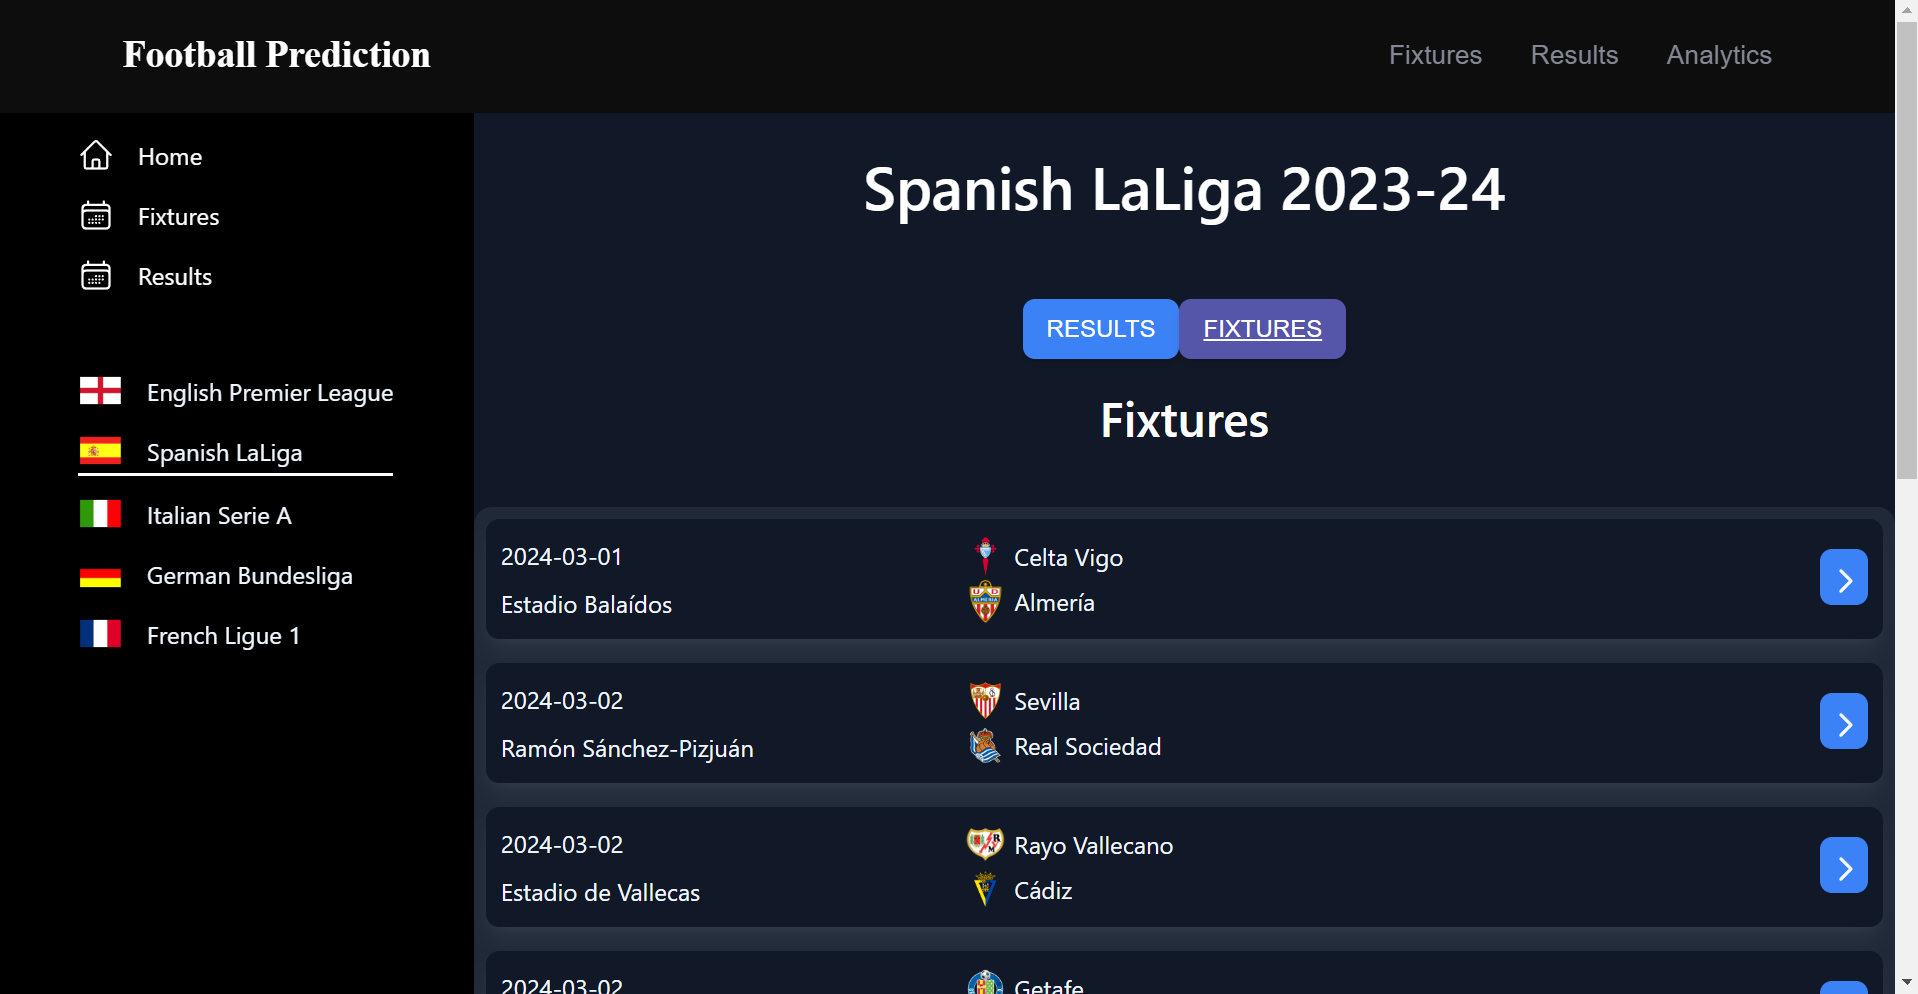 Football Prediction
Fixtures
Results
Analytics
Home
Fixtures
Results
English Premier League
Spanish LaLiga
Italian Serie A
German Bundesliga
French Ligue 1
Spanish LaLiga 2023-24
RESULTS
FIXTURES
Fixtures
2024-03-01
Estadio Balaídos
Celta Vigo
Almería
2024-03-02
Ramón Sánchez-Pizjuán
Sevilla
Real Sociedad
2024-03-02
Estadio de Vallecas
Rayo Vallecano
Cádiz
2024-03-02
Getafe